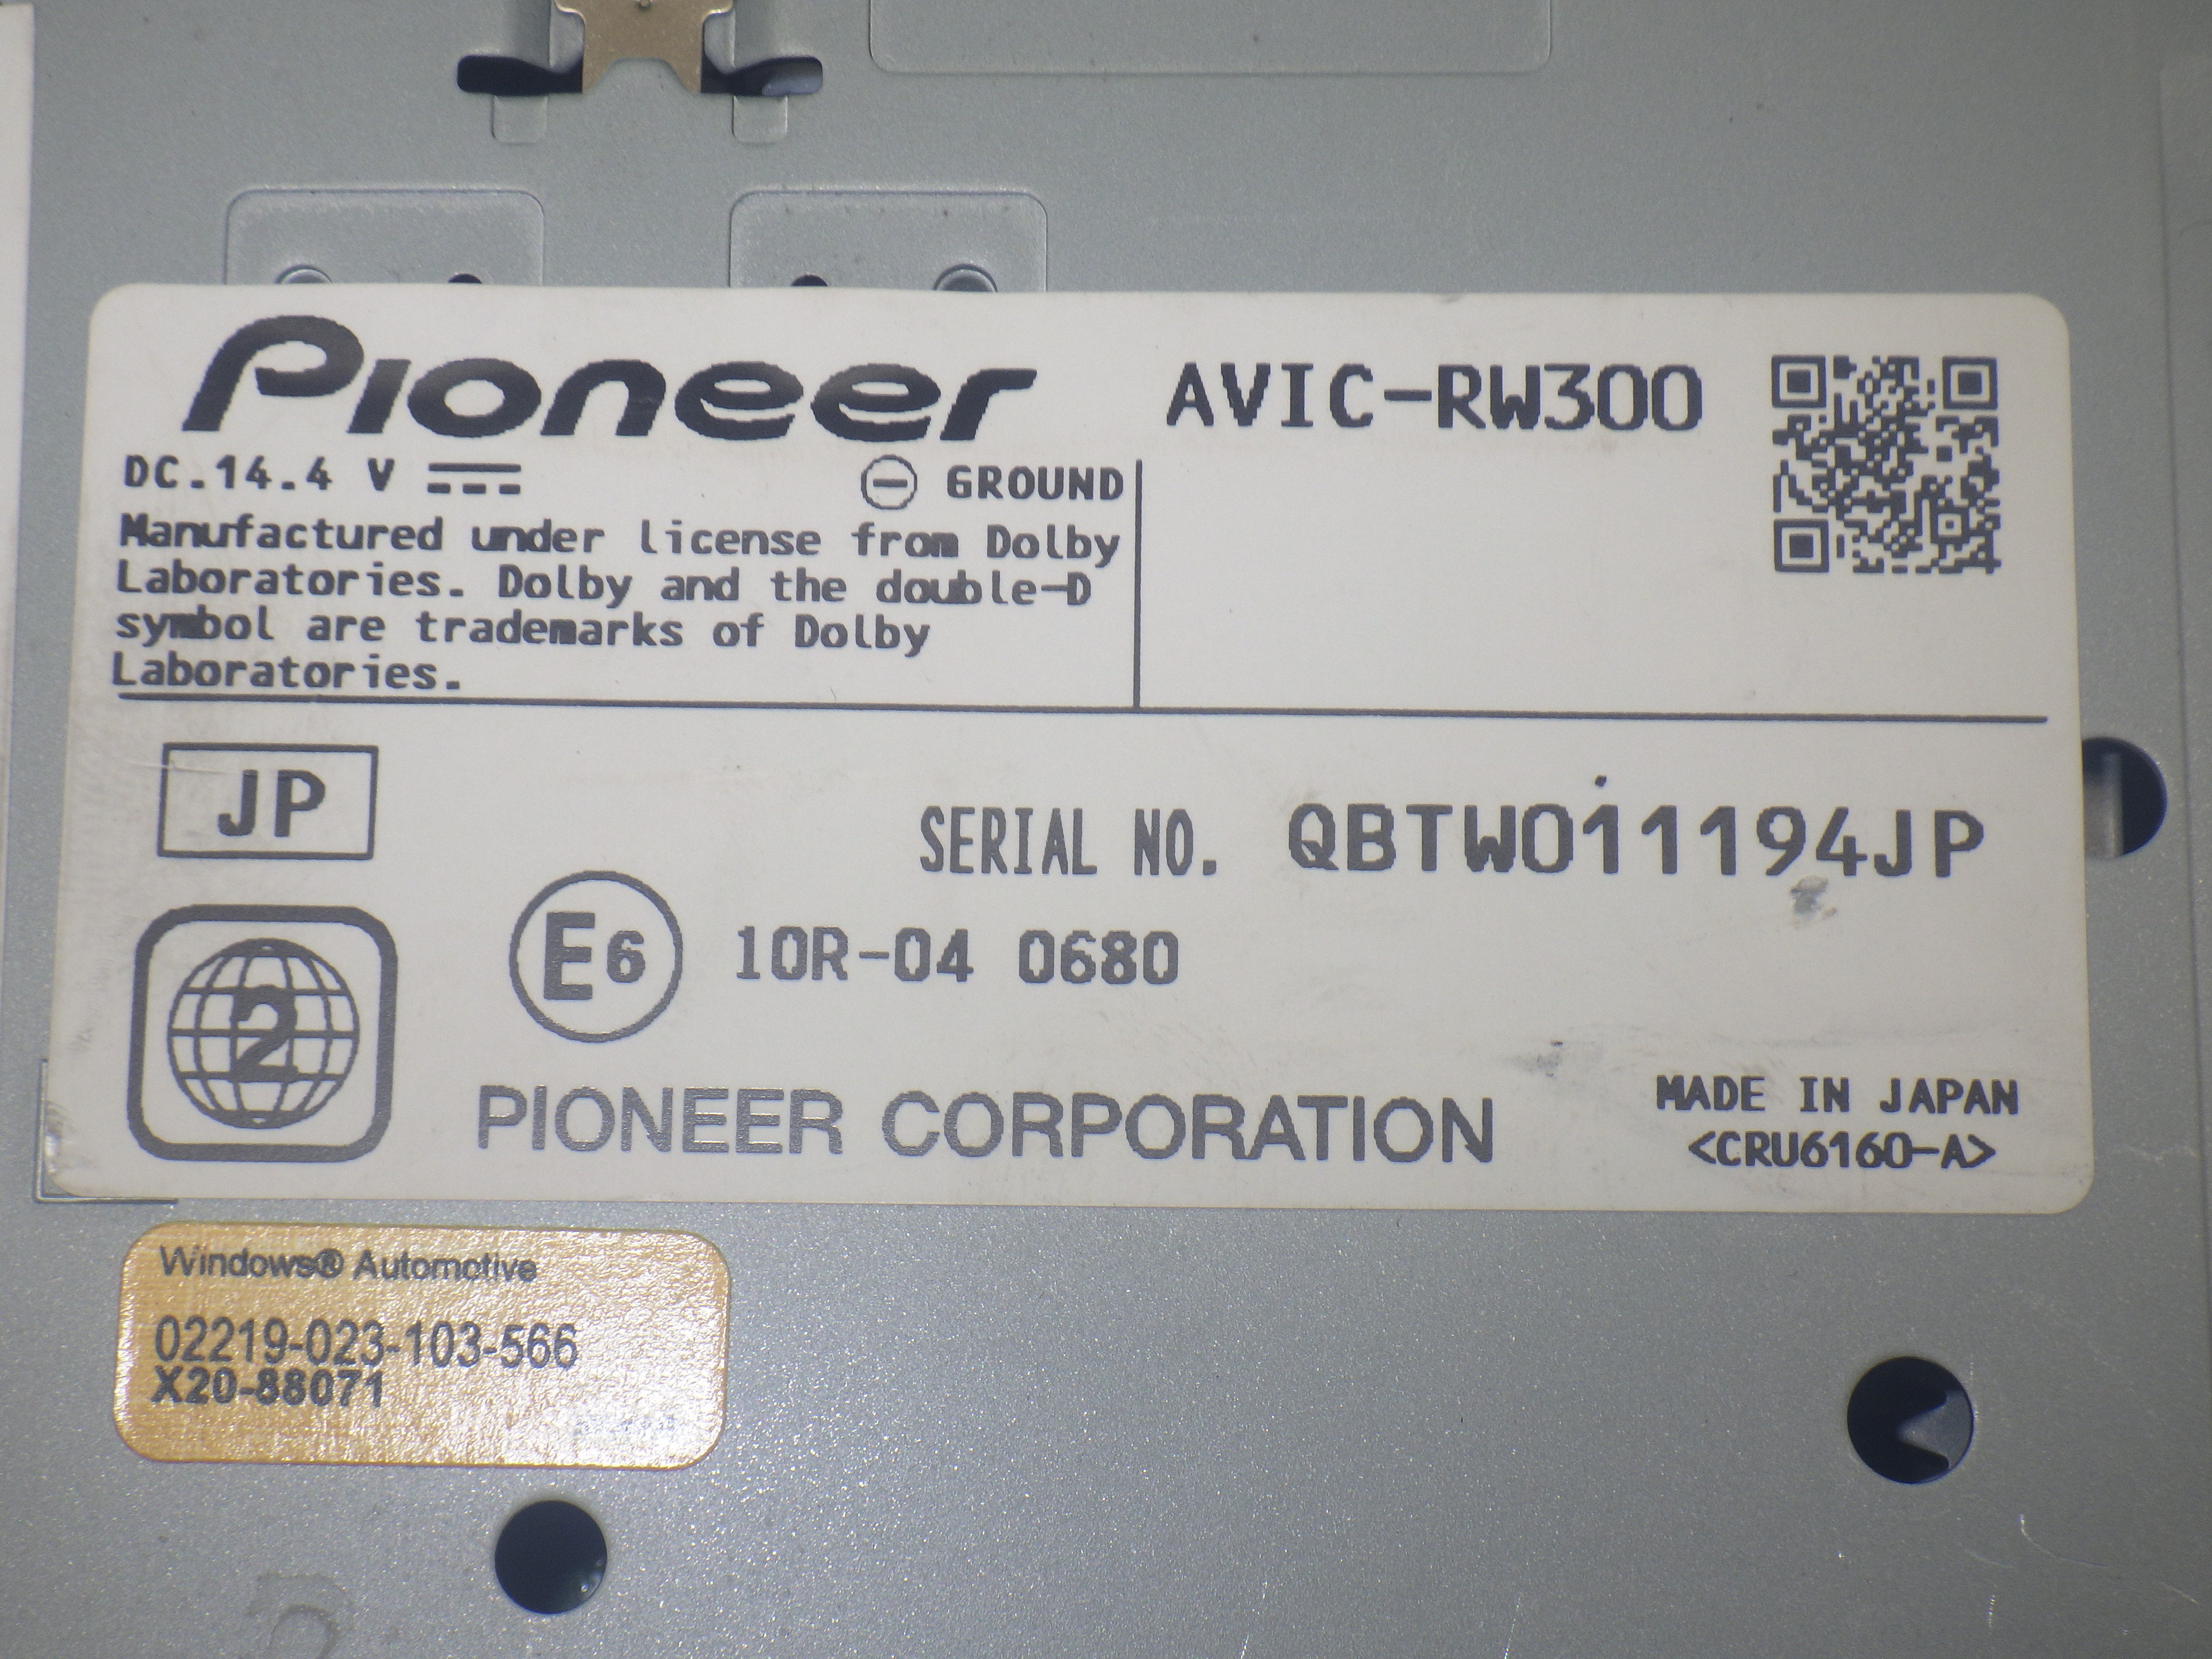 Pioneer AVIC-RW300
DC.14.4 V GROUND
Manufactured under license from Dolby
Laboratories. Dolby and the double-D
symbol are trademarks of Dolby
Laboratories.
JP
SERIAL NO. QBTW011194JP
2
E6 10R-04 0680
PIONEER CORPORATION
MADE IN JAPAN
<CRU6160-A>
Windows® Automotive
02219-023-103-566
X20-88071